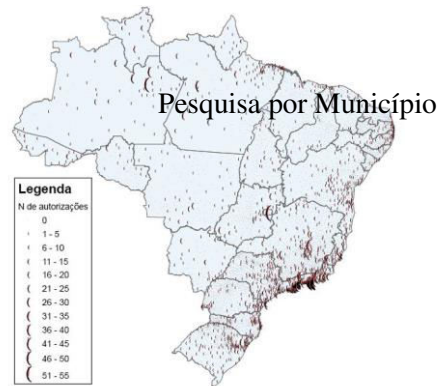 Pesquisa por Município
Legenda
N de autorizações
0
1 - 5
6 - 10
11 - 15
16 - 20
21 - 25
26 - 30
31 - 35
36 - 40
41 - 45
46 - 50
51 - 55